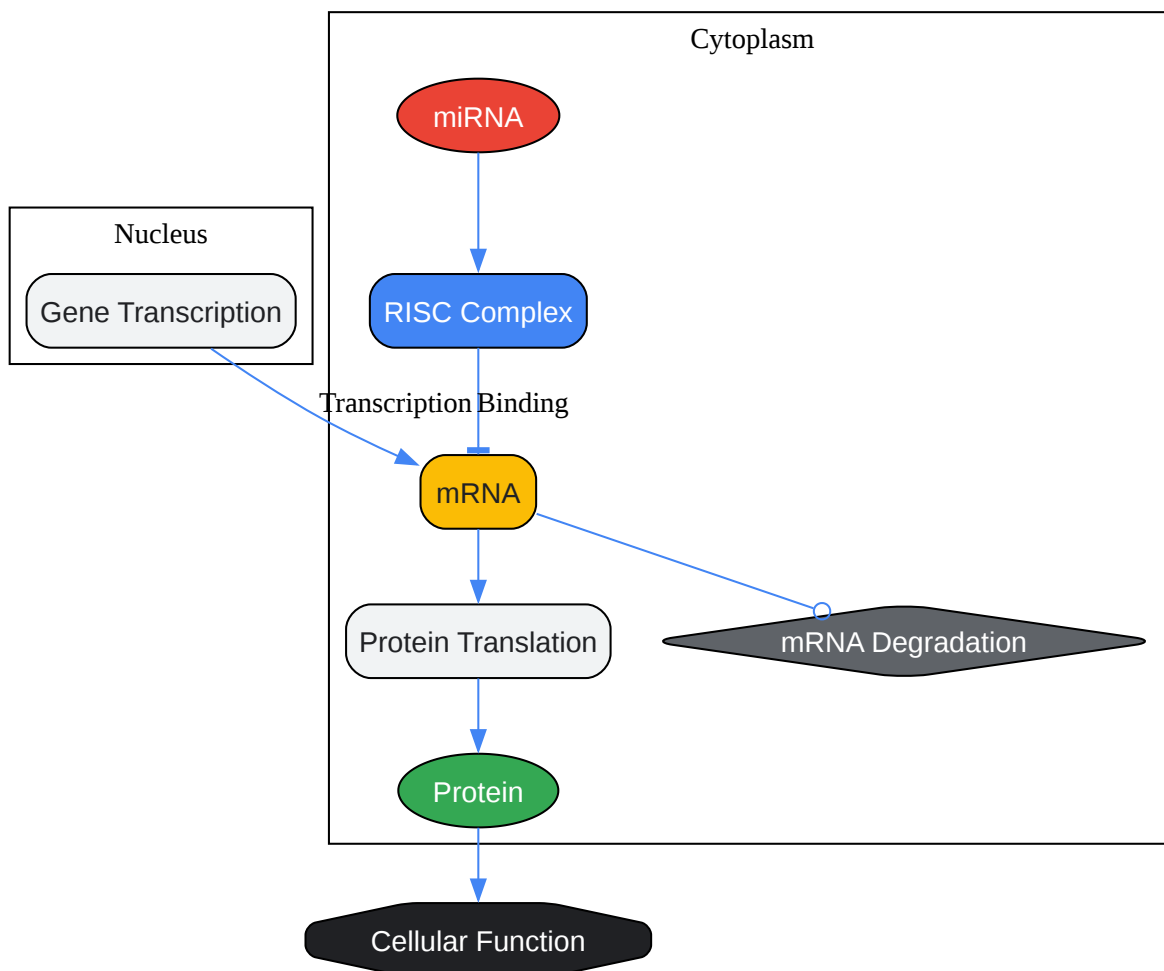 Cytoplasm
miRNA
Nucleus
Gene Transcription
RISC Complex
Transcription
Binding
mRNA
Protein Translation
mRNA Degradation
Protein
Cellular Function